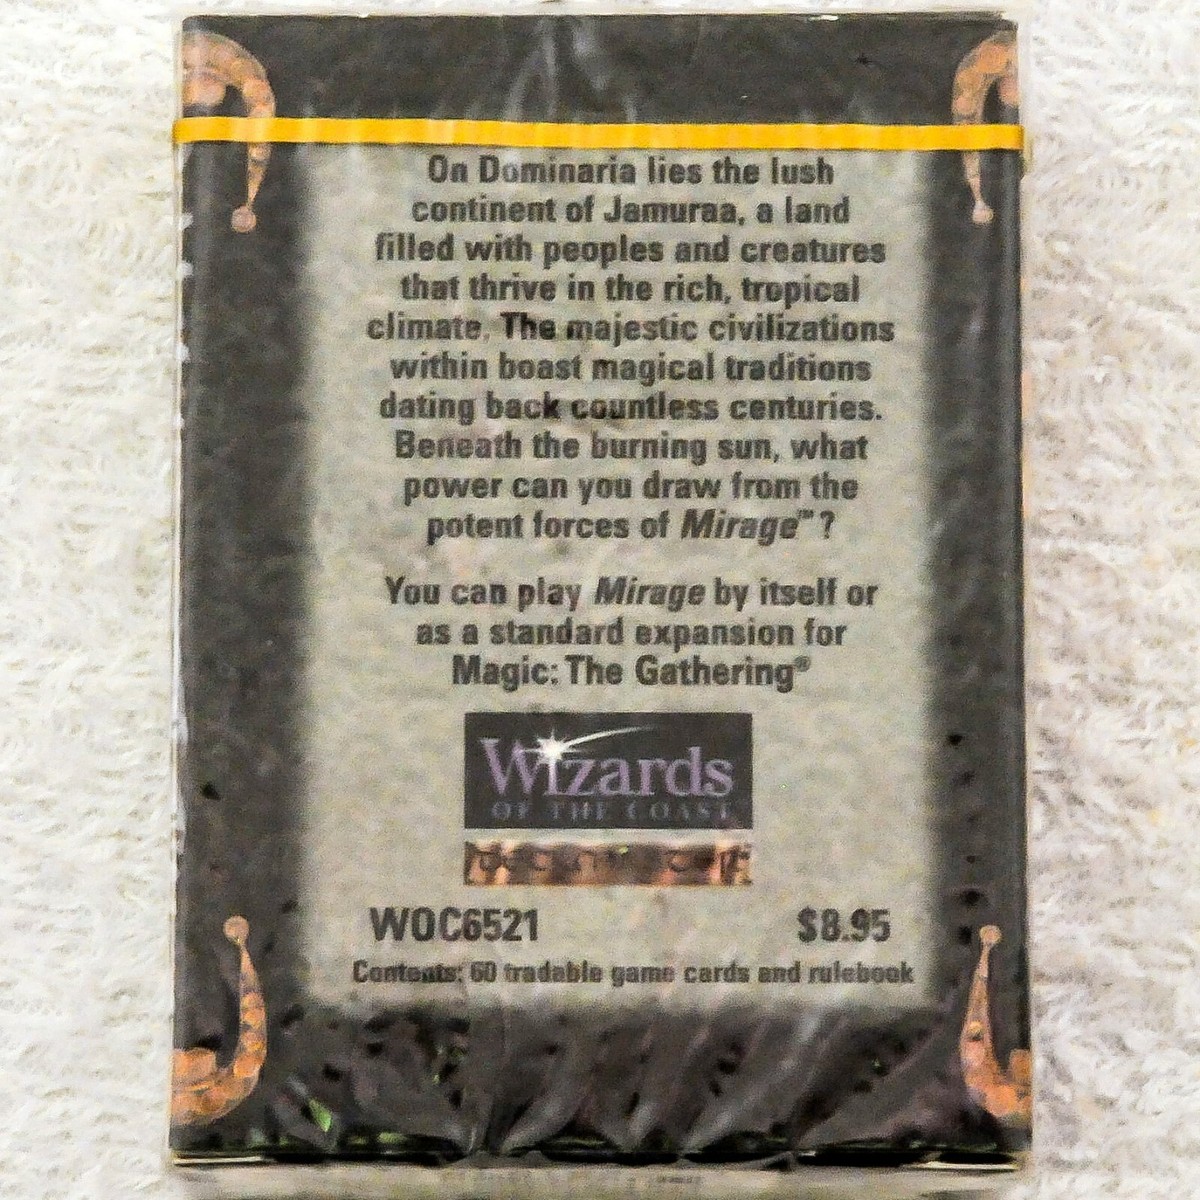 On Dominaria lies the lush
continent of Jamuraa, a land
filled with peoples and creatures
that thrive in the rich, tropical
climate. The majestic civilizations
within boast magical traditions
dating back countless centuries.
Beneath the burning sun, what
power can you draw from the
potent forces of Mirage™?
You can play Mirage by itself or
as a standard expansion for
Magic: The Gathering®
Wizards
OF THE COAST
WOC6521 $8.95
Contents: 60 tradable game cards and rulebook